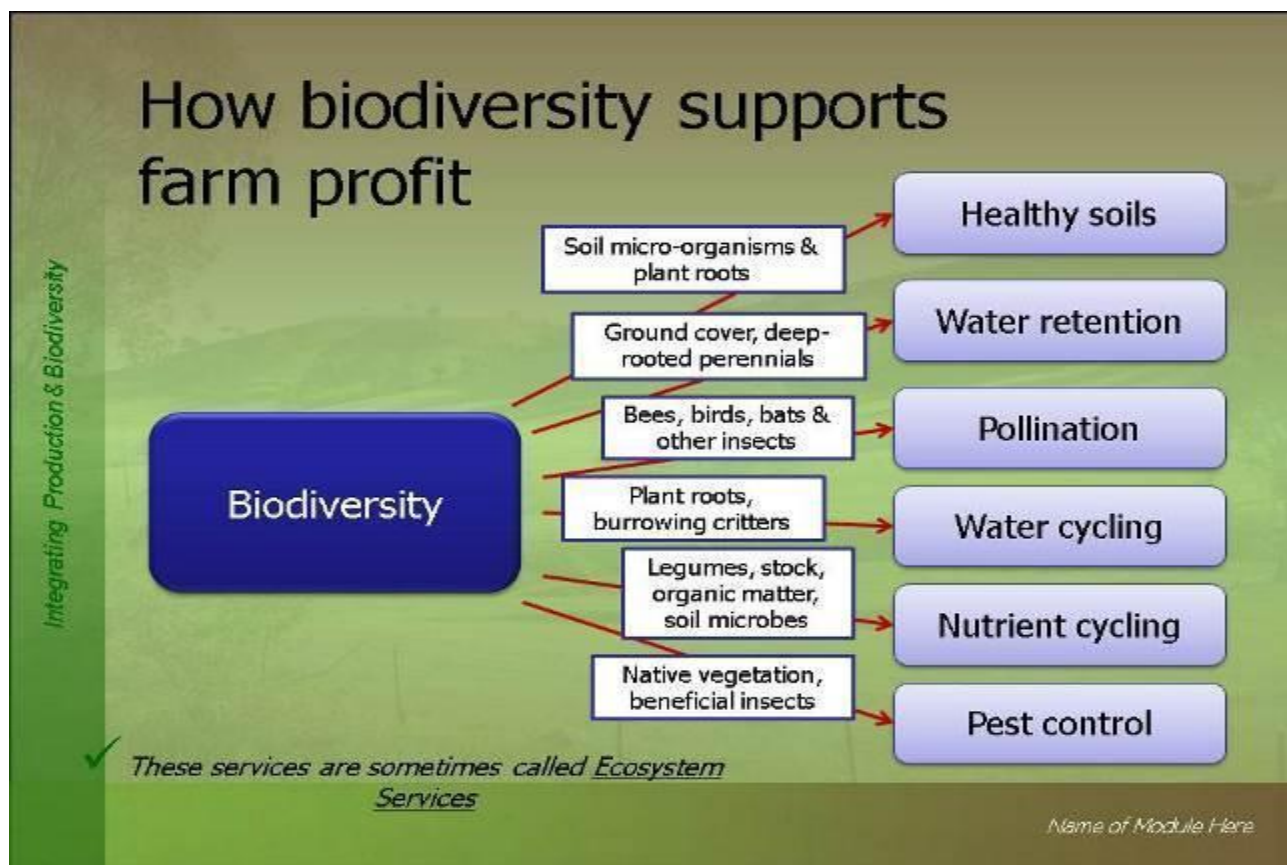 How biodiversity supports
farm profit
Integrating Production & Biodiversity
Biodiversity
Soil micro-organisms &
plant roots
Healthy soils
Ground cover, deep-
rooted perennials
Water retention
Bees, birds, bats &
other insects
Pollination
Plant roots,
burrowing critters
Water cycling
Legumes, stock,
organic matter,
soil microbes
Nutrient cycling
Native vegetation,
beneficial insects
Pest control
These services are sometimes called Ecosystem
Services
Name of Module Here